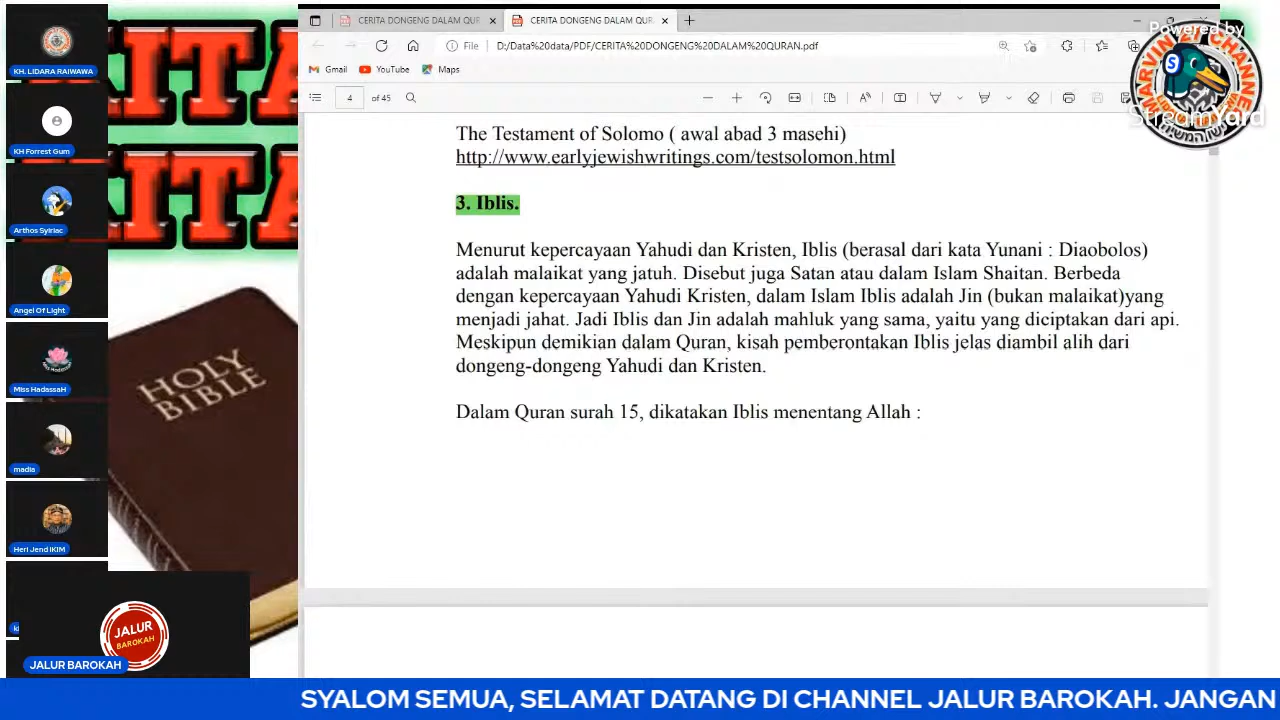 KH. LIDARA RAIWAWA
KH Forrest Gum
Arthos Syiriac
Angel Of Light
Miss HadassaH
madia
Heri Jend IKIM
JALUR
BAROKAH
JALUR BAROKAH
HOLY
BIBLE
CERITA DONGENG DALAM QUR
CERITA DONGENG DALAM QUR
File
D:/Data%20data/PDF/CERITA%20DONGENG%20DALAM%20QURAN.pdf
Gmail
YouTube
Maps
4
of 45
Powered by
StreamYard
MARVIN 27 CHANNEL
The Testament of Solomo ( awal abad 3 masehi)
http://www.earlyjewishwritings.com/testsolomon.html
3. Iblis.
Menurut kepercayaan Yahudi dan Kristen, Iblis (berasal dari kata Yunani : Diaobolos)
adalah malaikat yang jatuh. Disebut juga Satan atau dalam Islam Shaitan. Berbeda
dengan kepercayaan Yahudi Kristen, dalam Islam Iblis adalah Jin (bukan malaikat)yang
menjadi jahat. Jadi Iblis dan Jin adalah mahluk yang sama, yaitu yang diciptakan dari api.
Meskipun demikian dalam Quran, kisah pemberontakan Iblis jelas diambil alih dari
dongeng-dongeng Yahudi dan Kristen.
Dalam Quran surah 15, dikatakan Iblis menentang Allah :
SYALOM SEMUA, SELAMAT DATANG DI CHANNEL JALUR BAROKAH. JANGAN